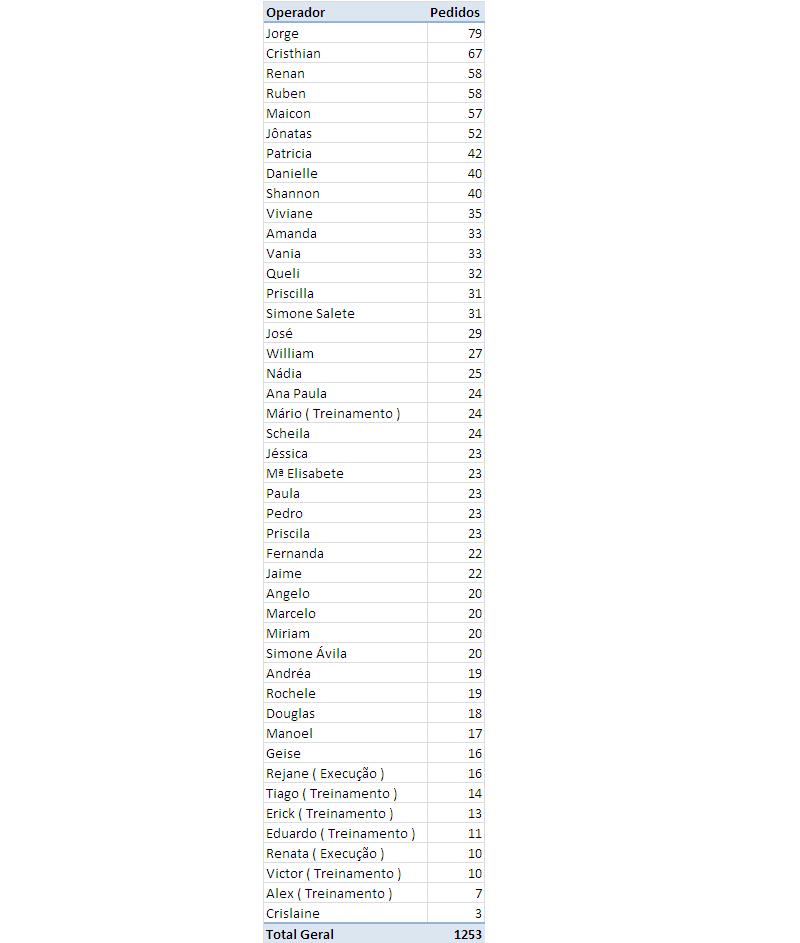 Operador Pedidos
Jorge 79
Cristhian 67
Renan 58
Ruben 58
Maicon 57
Jônatas 52
Patricia 42
Danielle 40
Shannon 40
Viviane 35
Amanda 33
Vania 33
Queli 32
Priscilla 31
Simone Salete 31
José 29
William 27
Nádia 25
Ana Paula 24
Mário ( Treinamento ) 24
Scheila 24
Jéssica 23
Mª Elisabete 23
Paula 23
Pedro 23
Priscila 23
Fernanda 22
Jaime 22
Angelo 20
Marcelo 20
Miriam 20
Simone Ávila 20
Andréa 19
Rochele 19
Douglas 18
Manoel 17
Geise 16
Rejane ( Execução ) 16
Tiago ( Treinamento ) 14
Erick ( Treinamento ) 13
Eduardo ( Treinamento ) 11
Renata ( Execução ) 10
Victor ( Treinamento ) 10
Alex ( Treinamento ) 7
Crislaine 3
Total Geral 1253